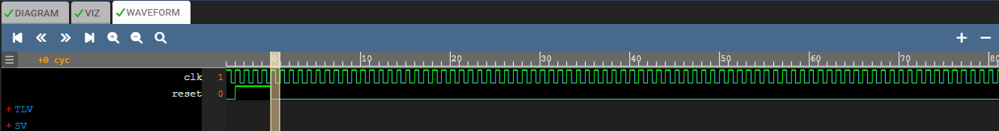 DIAGRAM VIZ WAVEFORM
+0 cyc 0 10 20 30 40 50 60 70 80
clk 1
reset 0
+ TLV
+ SV